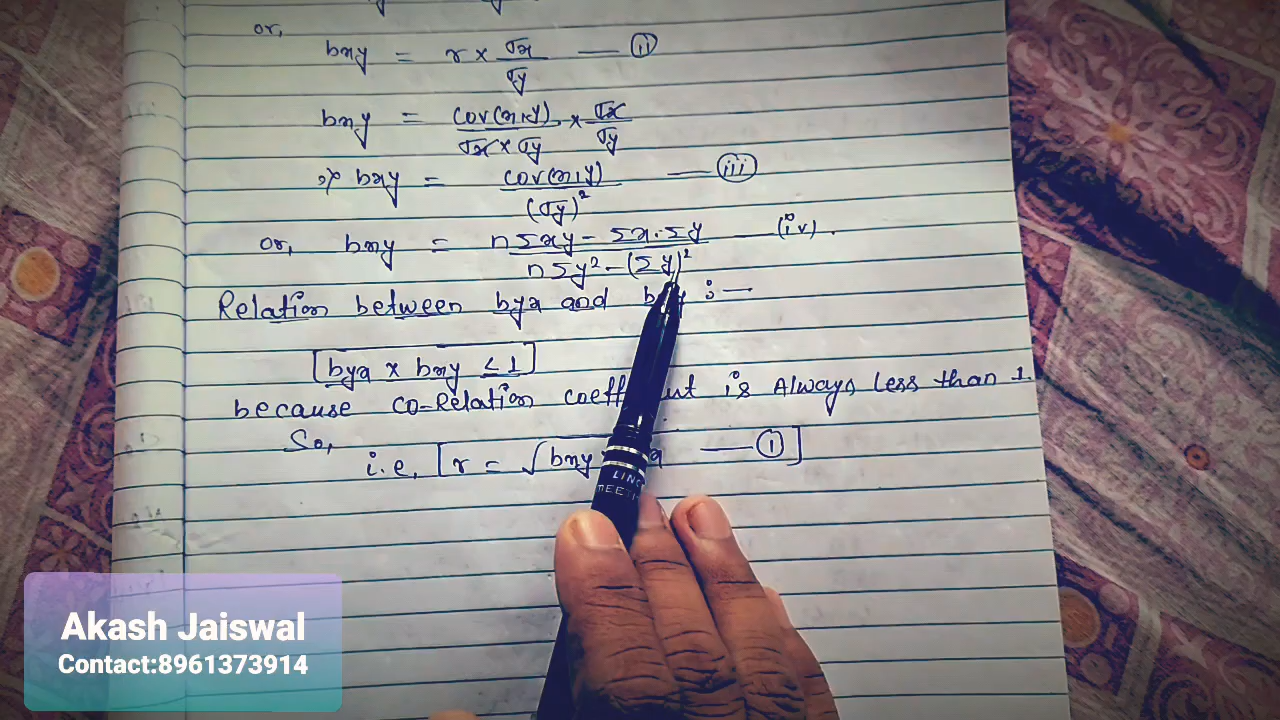 or,
bxy = r × σx/σy — (ii)
bxy = cov(x,y)/σx × σy × σx/σy
or bxy = cov(x,y)/(σy)² — (iii)
or, bxy = nΣxy - Σx.Σy/nΣy² - (Σy)² — (iv).
Relation between byx and :-
[byx × bxy ≤ 1]
because Co-Relation is Always Less than 1.
So,
i.e, [r = √bxy — (i)]
LINC
Akash Jaiswal
Contact:8961373914